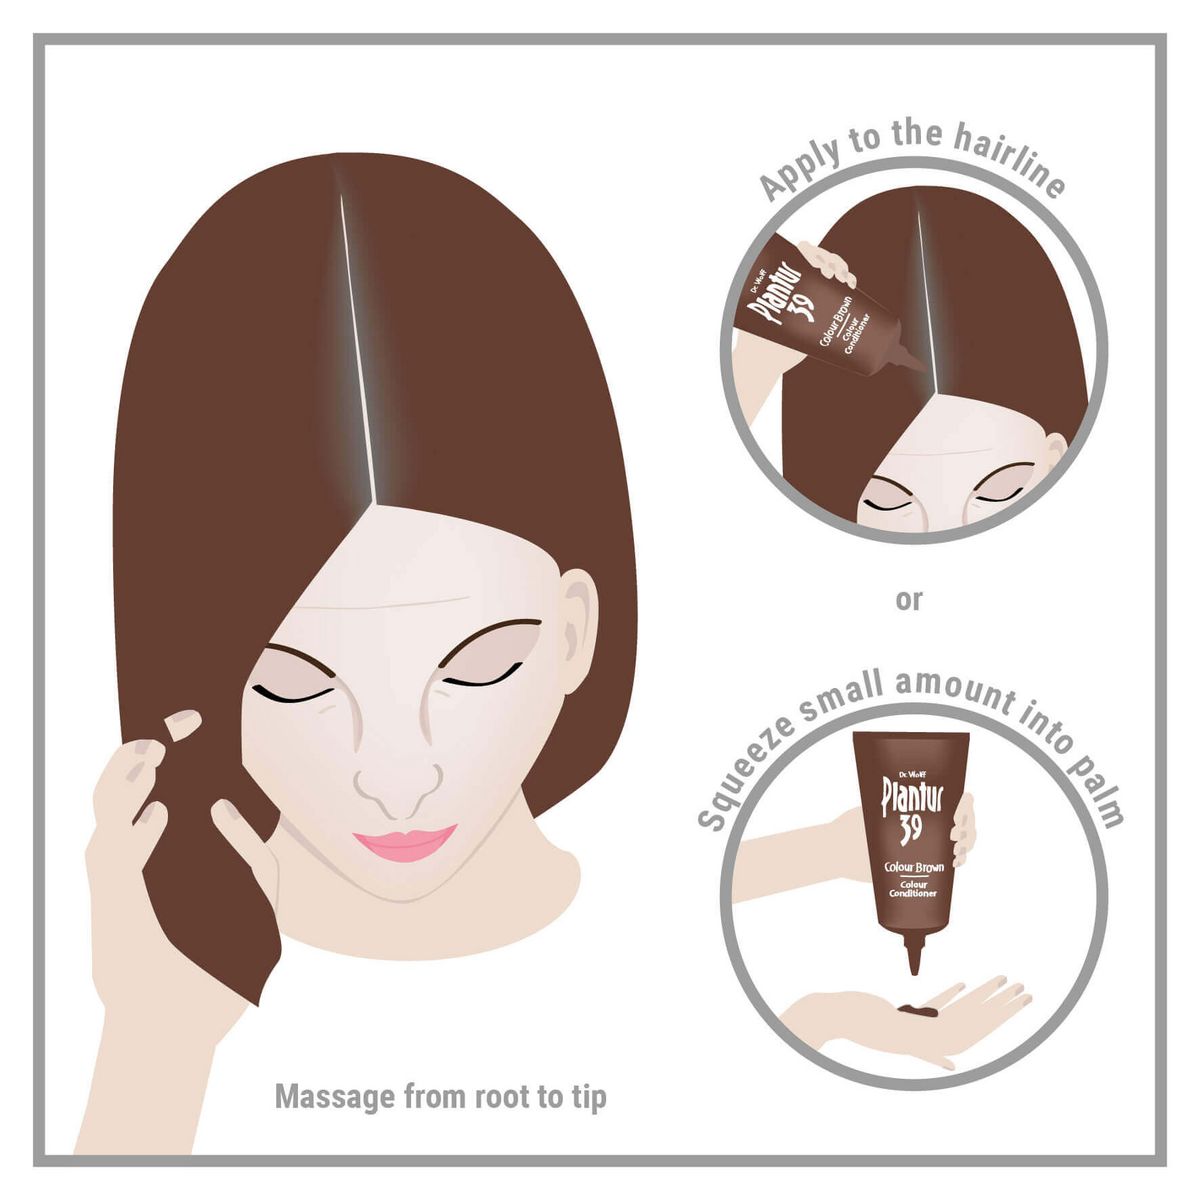 Apply to the hairline
Dr. Wolff
Plantur
39
Colour Brown
Colour
Conditioner
or
Squeeze small amount into palm
Dr. Wolff
Plantur
39
Colour Brown
Colour
Conditioner
Massage from root to tip